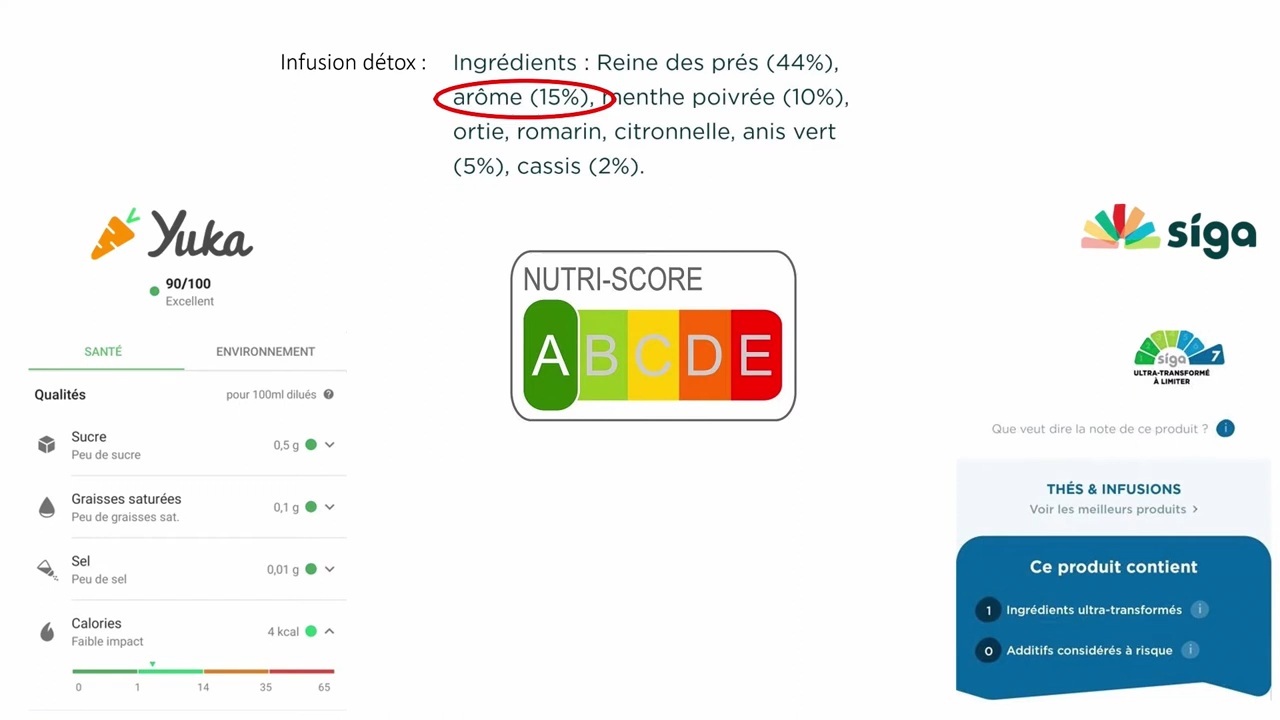 Infusion détox :
Ingrédients : Reine des prés (44%),
arôme (15%), menthe poivrée (10%),
ortie, romarin, citronnelle, anis vert
(5%), cassis (2%).
Yuka
90/100
Excellent
SANTÉ
ENVIRONNEMENT
Qualités
pour 100ml dilués ?
Sucre
Peu de sucre
0,5 g
Graisses saturées
Peu de graisses sat.
0,1 g
Sel
Peu de sel
0,01 g
Calories
Faible impact
4 kcal
0 1 14 35 65
NUTRI-SCORE
A B C D E
siga
siga 7
ULTRA-TRANSFORMÉ
À LIMITER
Que veut dire la note de ce produit ? i
THÉS & INFUSIONS
Voir les meilleurs produits >
Ce produit contient
1 Ingrédients ultra-transformés i
0 Additifs considérés à risque i